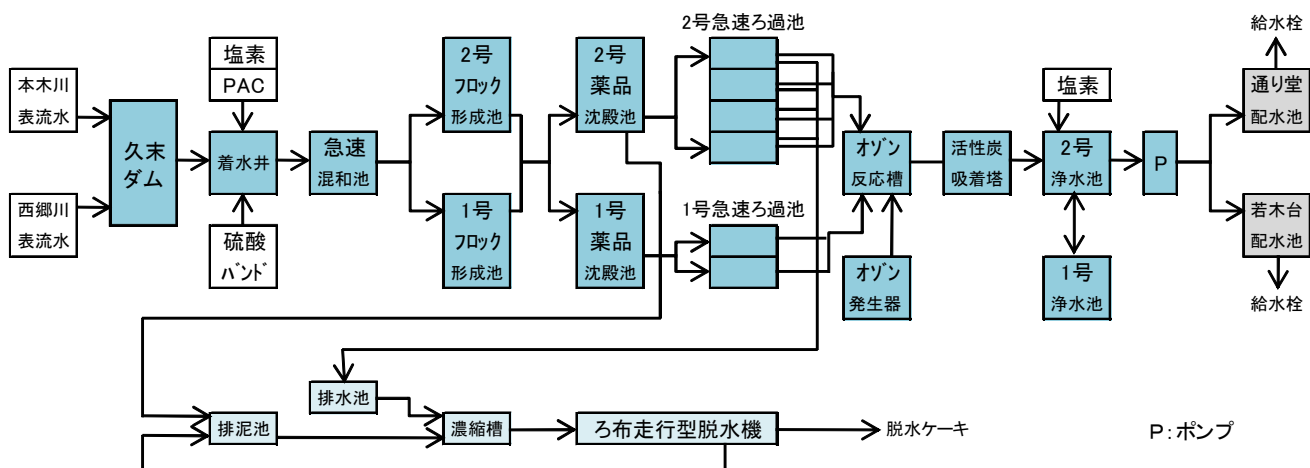 本木川
表流水
西郷川
表流水
久末
ダム
塩素
PAC
着水井
硫酸
ﾊﾞﾝﾄﾞ
急速
混和池
2号
フロック
形成池
1号
フロック
形成池
2号
薬品
沈殿池
1号
薬品
沈殿池
2号急速ろ過池
1号急速ろ過池
オゾン
反応槽
オゾン
発生器
活性炭
吸着塔
塩素
2号
浄水池
1号
浄水池
P
給水栓
通り堂
配水池
若木台
配水池
給水栓
排水池
排泥池
濃縮槽
ろ布走行型脱水機
脱水ケーキ
P:ポンプ